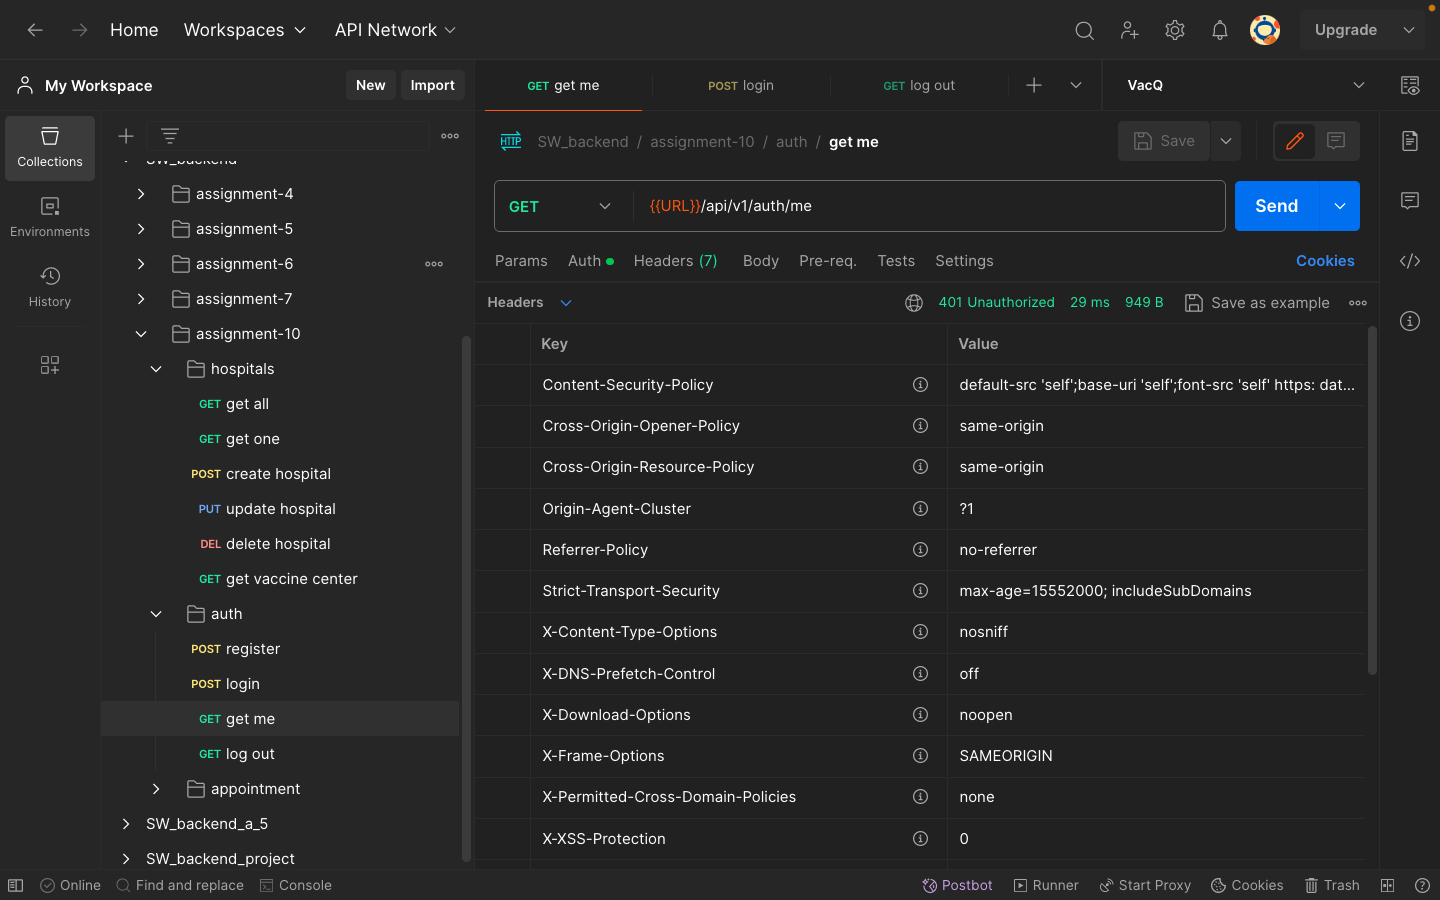 Home
Workspaces
API Network
Upgrade
My Workspace
New
Import
GET get me
POST login
GET log out
VacQ
Collections
Environments
History
SW_backend
assignment-4
assignment-5
assignment-6
assignment-7
assignment-10
hospitals
GET get all
GET get one
POST create hospital
PUT update hospital
DEL delete hospital
GET get vaccine center
auth
POST register
POST login
GET get me
GET log out
appointment
SW_backend_a_5
SW_backend_project
HTTP SW_backend / assignment-10 / auth / get me
Save
GET
{{URL}}/api/v1/auth/me
Send
Params
Auth
Headers (7)
Body
Pre-req.
Tests
Settings
Cookies
Headers
401 Unauthorized
29 ms
949 B
Save as example
Key Value
Content-Security-Policy default-src 'self';base-uri 'self';font-src 'self' https: dat...
Cross-Origin-Opener-Policy same-origin
Cross-Origin-Resource-Policy same-origin
Origin-Agent-Cluster ?1
Referrer-Policy no-referrer
Strict-Transport-Security max-age=15552000; includeSubDomains
X-Content-Type-Options nosniff
X-DNS-Prefetch-Control off
X-Download-Options noopen
X-Frame-Options SAMEORIGIN
X-Permitted-Cross-Domain-Policies none
X-XSS-Protection 0
Online
Find and replace
Console
Postbot
Runner
Start Proxy
Cookies
Trash